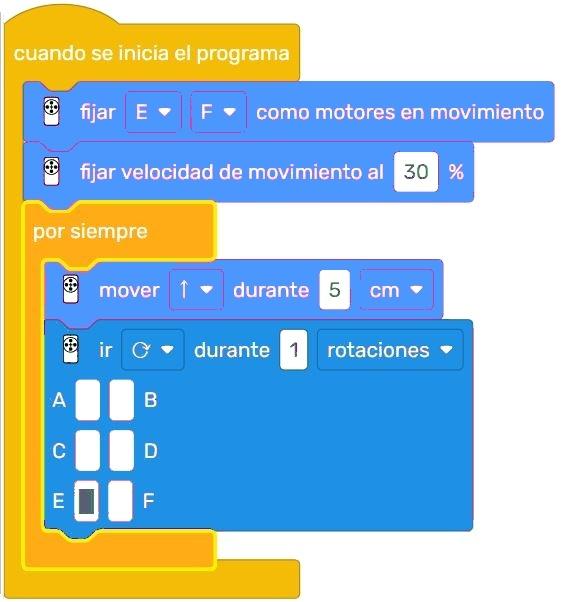 cuando se inicia el programa
fijar E F como motores en movimiento
fijar velocidad de movimiento al 30 %
por siempre
mover ↑ durante 5 cm
ir ⟳ durante 1 rotaciones
A B
C D
E F